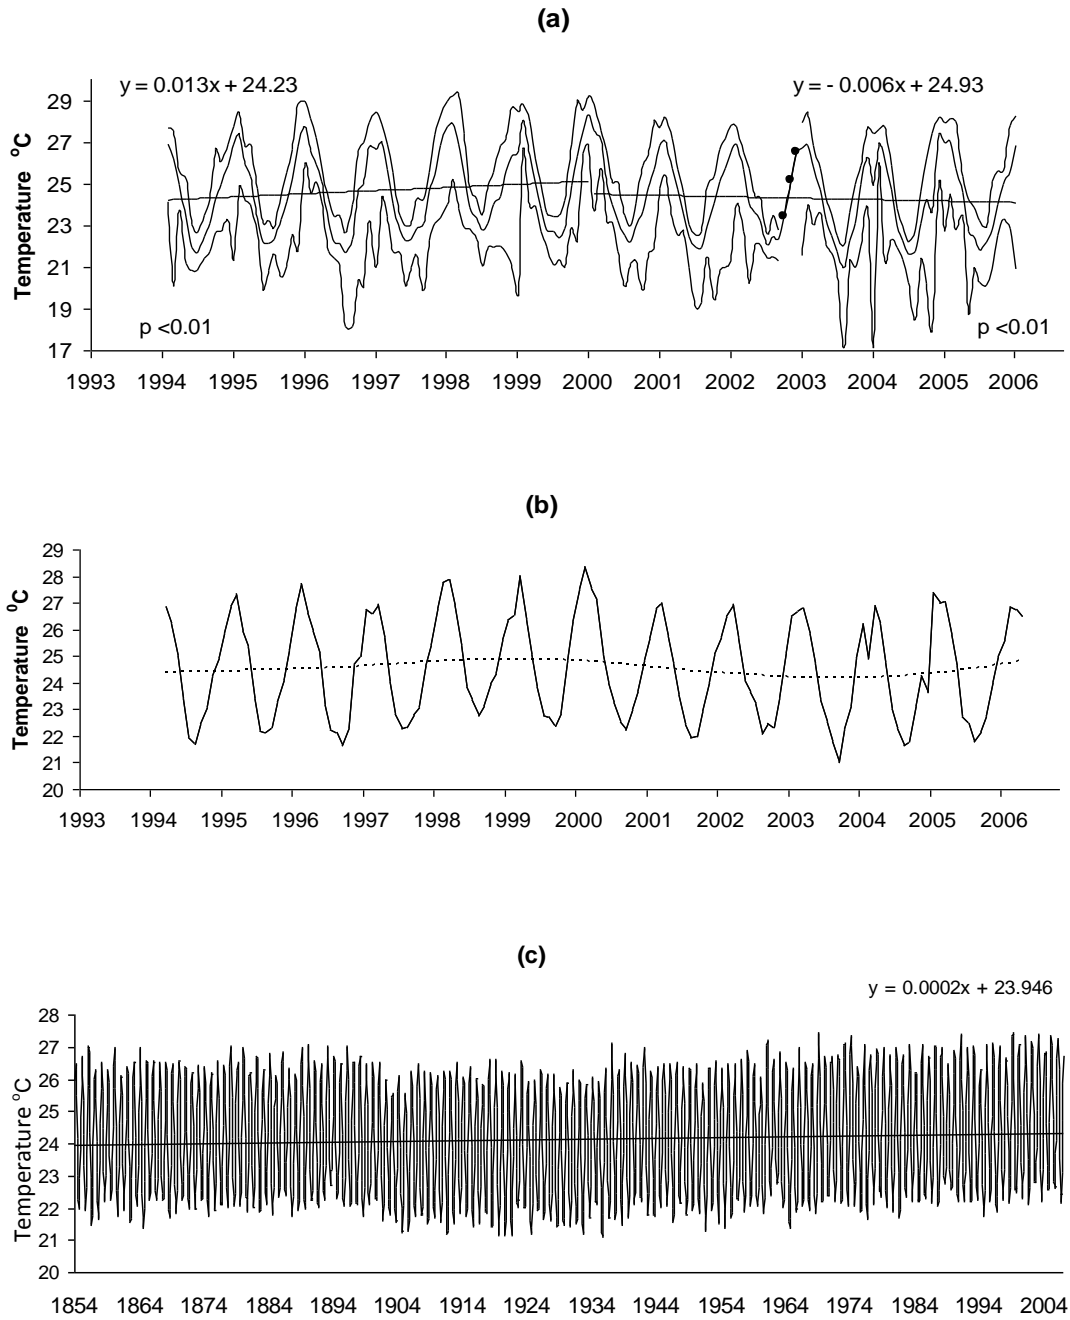 (a)
y = 0.013x + 24.23
y = - 0.006x + 24.93
29
27
25
23
21
19
17
Temperature °C
p <0.01
p <0.01
1993 1994 1995 1996 1997 1998 1999 2000 2001 2002 2003 2004 2005 2006
(b)
29
28
27
26
25
24
23
22
21
20
Temperature ⁰C
1993 1994 1995 1996 1997 1998 1999 2000 2001 2002 2003 2004 2005 2006
(c)
y = 0.0002x + 23.946
28
27
26
25
24
23
22
21
20
Temperature °C
1854 1864 1874 1884 1894 1904 1914 1924 1934 1944 1954 1964 1974 1984 1994 2004